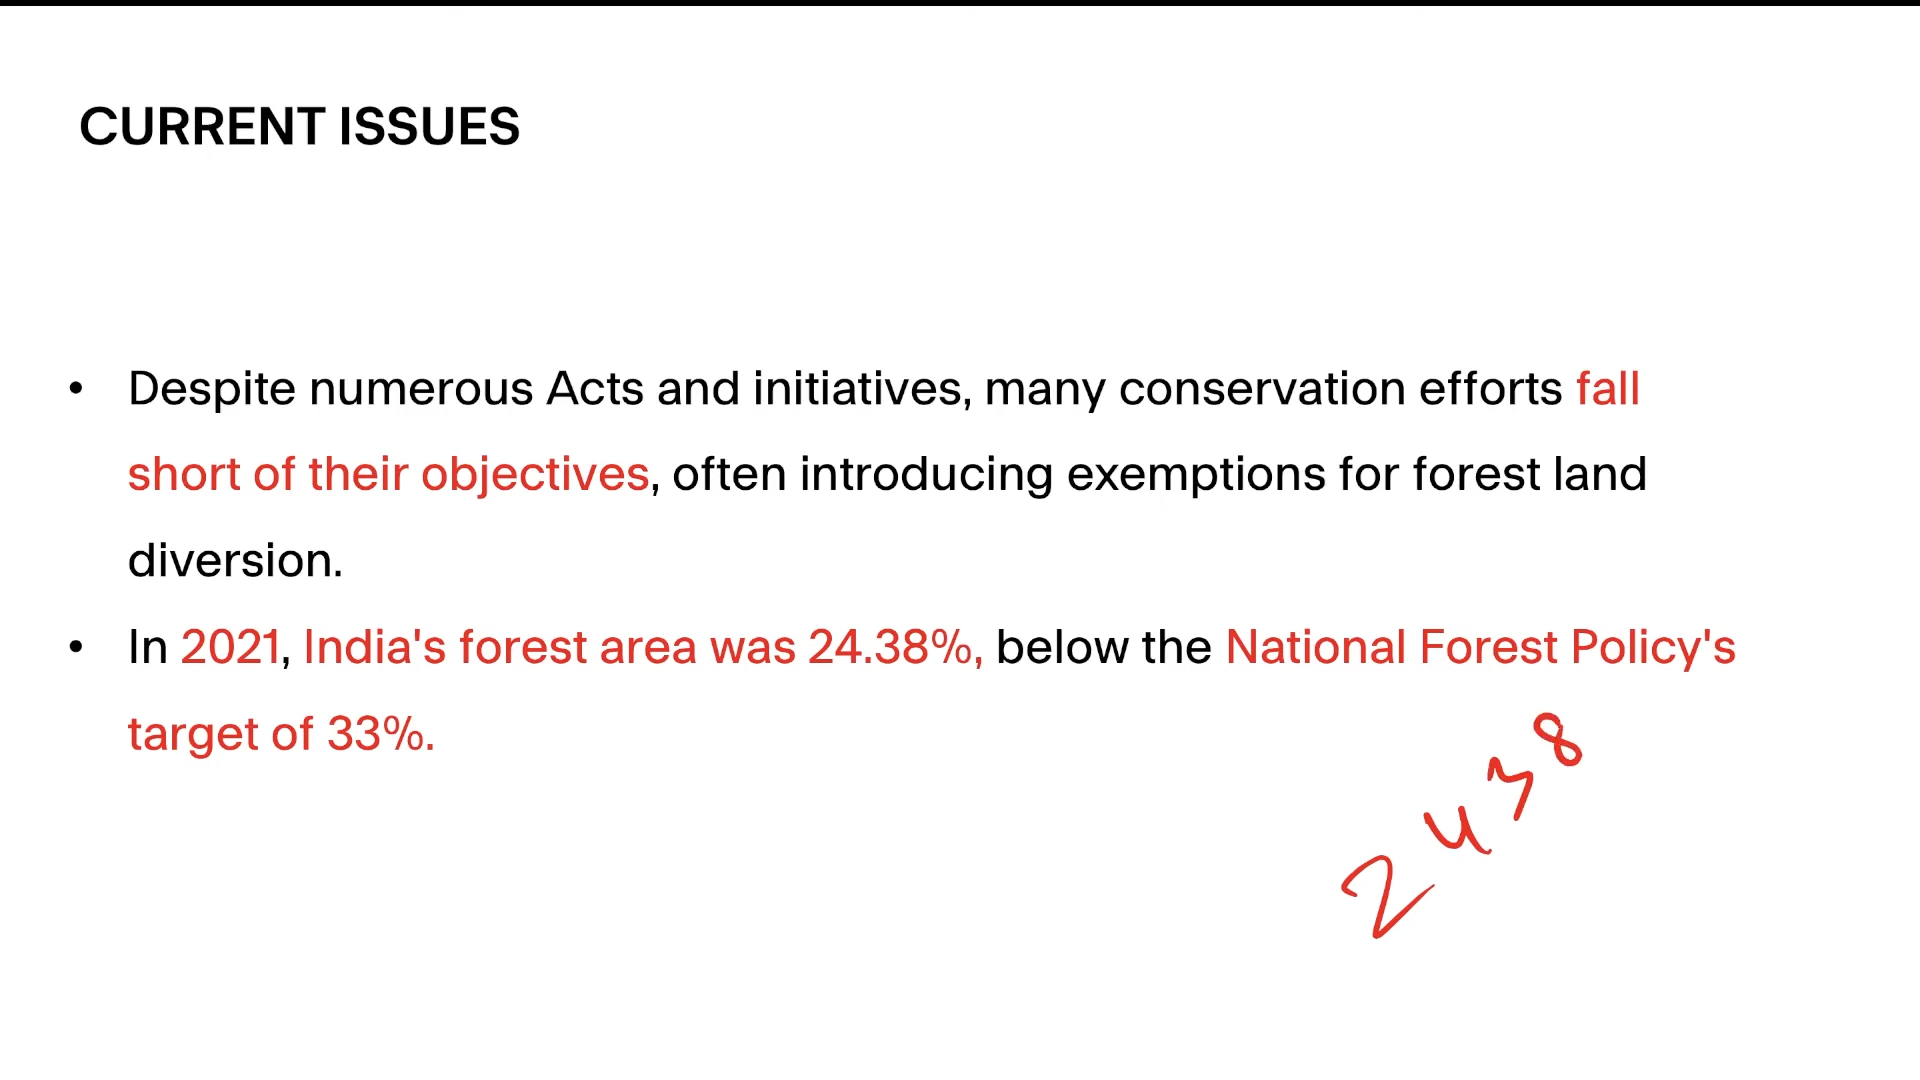 CURRENT ISSUES
• Despite numerous Acts and initiatives, many conservation efforts fall
short of their objectives, often introducing exemptions for forest land
diversion.
• In 2021, India's forest area was 24.38%, below the National Forest Policy's
target of 33%.
2438